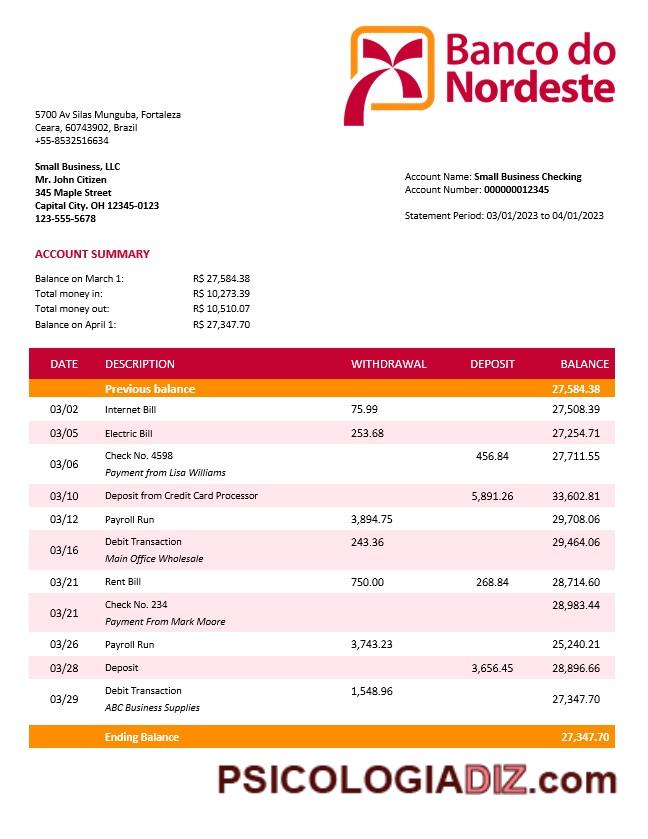 Banco do
Nordeste
5700 Av Silas Munguba, Fortaleza
Ceara, 60743902, Brazil
+55-8532516634
Small Business, LLC
Mr. John Citizen
345 Maple Street
Capital City. OH 12345-0123
123-555-5678
Account Name: Small Business Checking
Account Number: 000000012345
Statement Period: 03/01/2023 to 04/01/2023
ACCOUNT SUMMARY
Balance on March 1: R$ 27,584.38
Total money in: R$ 10,273.39
Total money out: R$ 10,510.07
Balance on April 1: R$ 27,347.70
DATE DESCRIPTION WITHDRAWAL DEPOSIT BALANCE
Previous balance 27,584.38
03/02 Internet Bill 75.99 27,508.39
03/05 Electric Bill 253.68 27,254.71
03/06 Check No. 4598 456.84 27,711.55
Payment from Lisa Williams
03/10 Deposit from Credit Card Processor 5,891.26 33,602.81
03/12 Payroll Run 3,894.75 29,708.06
03/16 Debit Transaction 243.36 29,464.06
Main Office Wholesale
03/21 Rent Bill 750.00 268.84 28,714.60
03/21 Check No. 234 28,983.44
Payment From Mark Moore
03/26 Payroll Run 3,743.23 25,240.21
03/28 Deposit 3,656.45 28,896.66
03/29 Debit Transaction 1,548.96 27,347.70
ABC Business Supplies
Ending Balance 27,347.70
PSICOLOGIADIZ.com